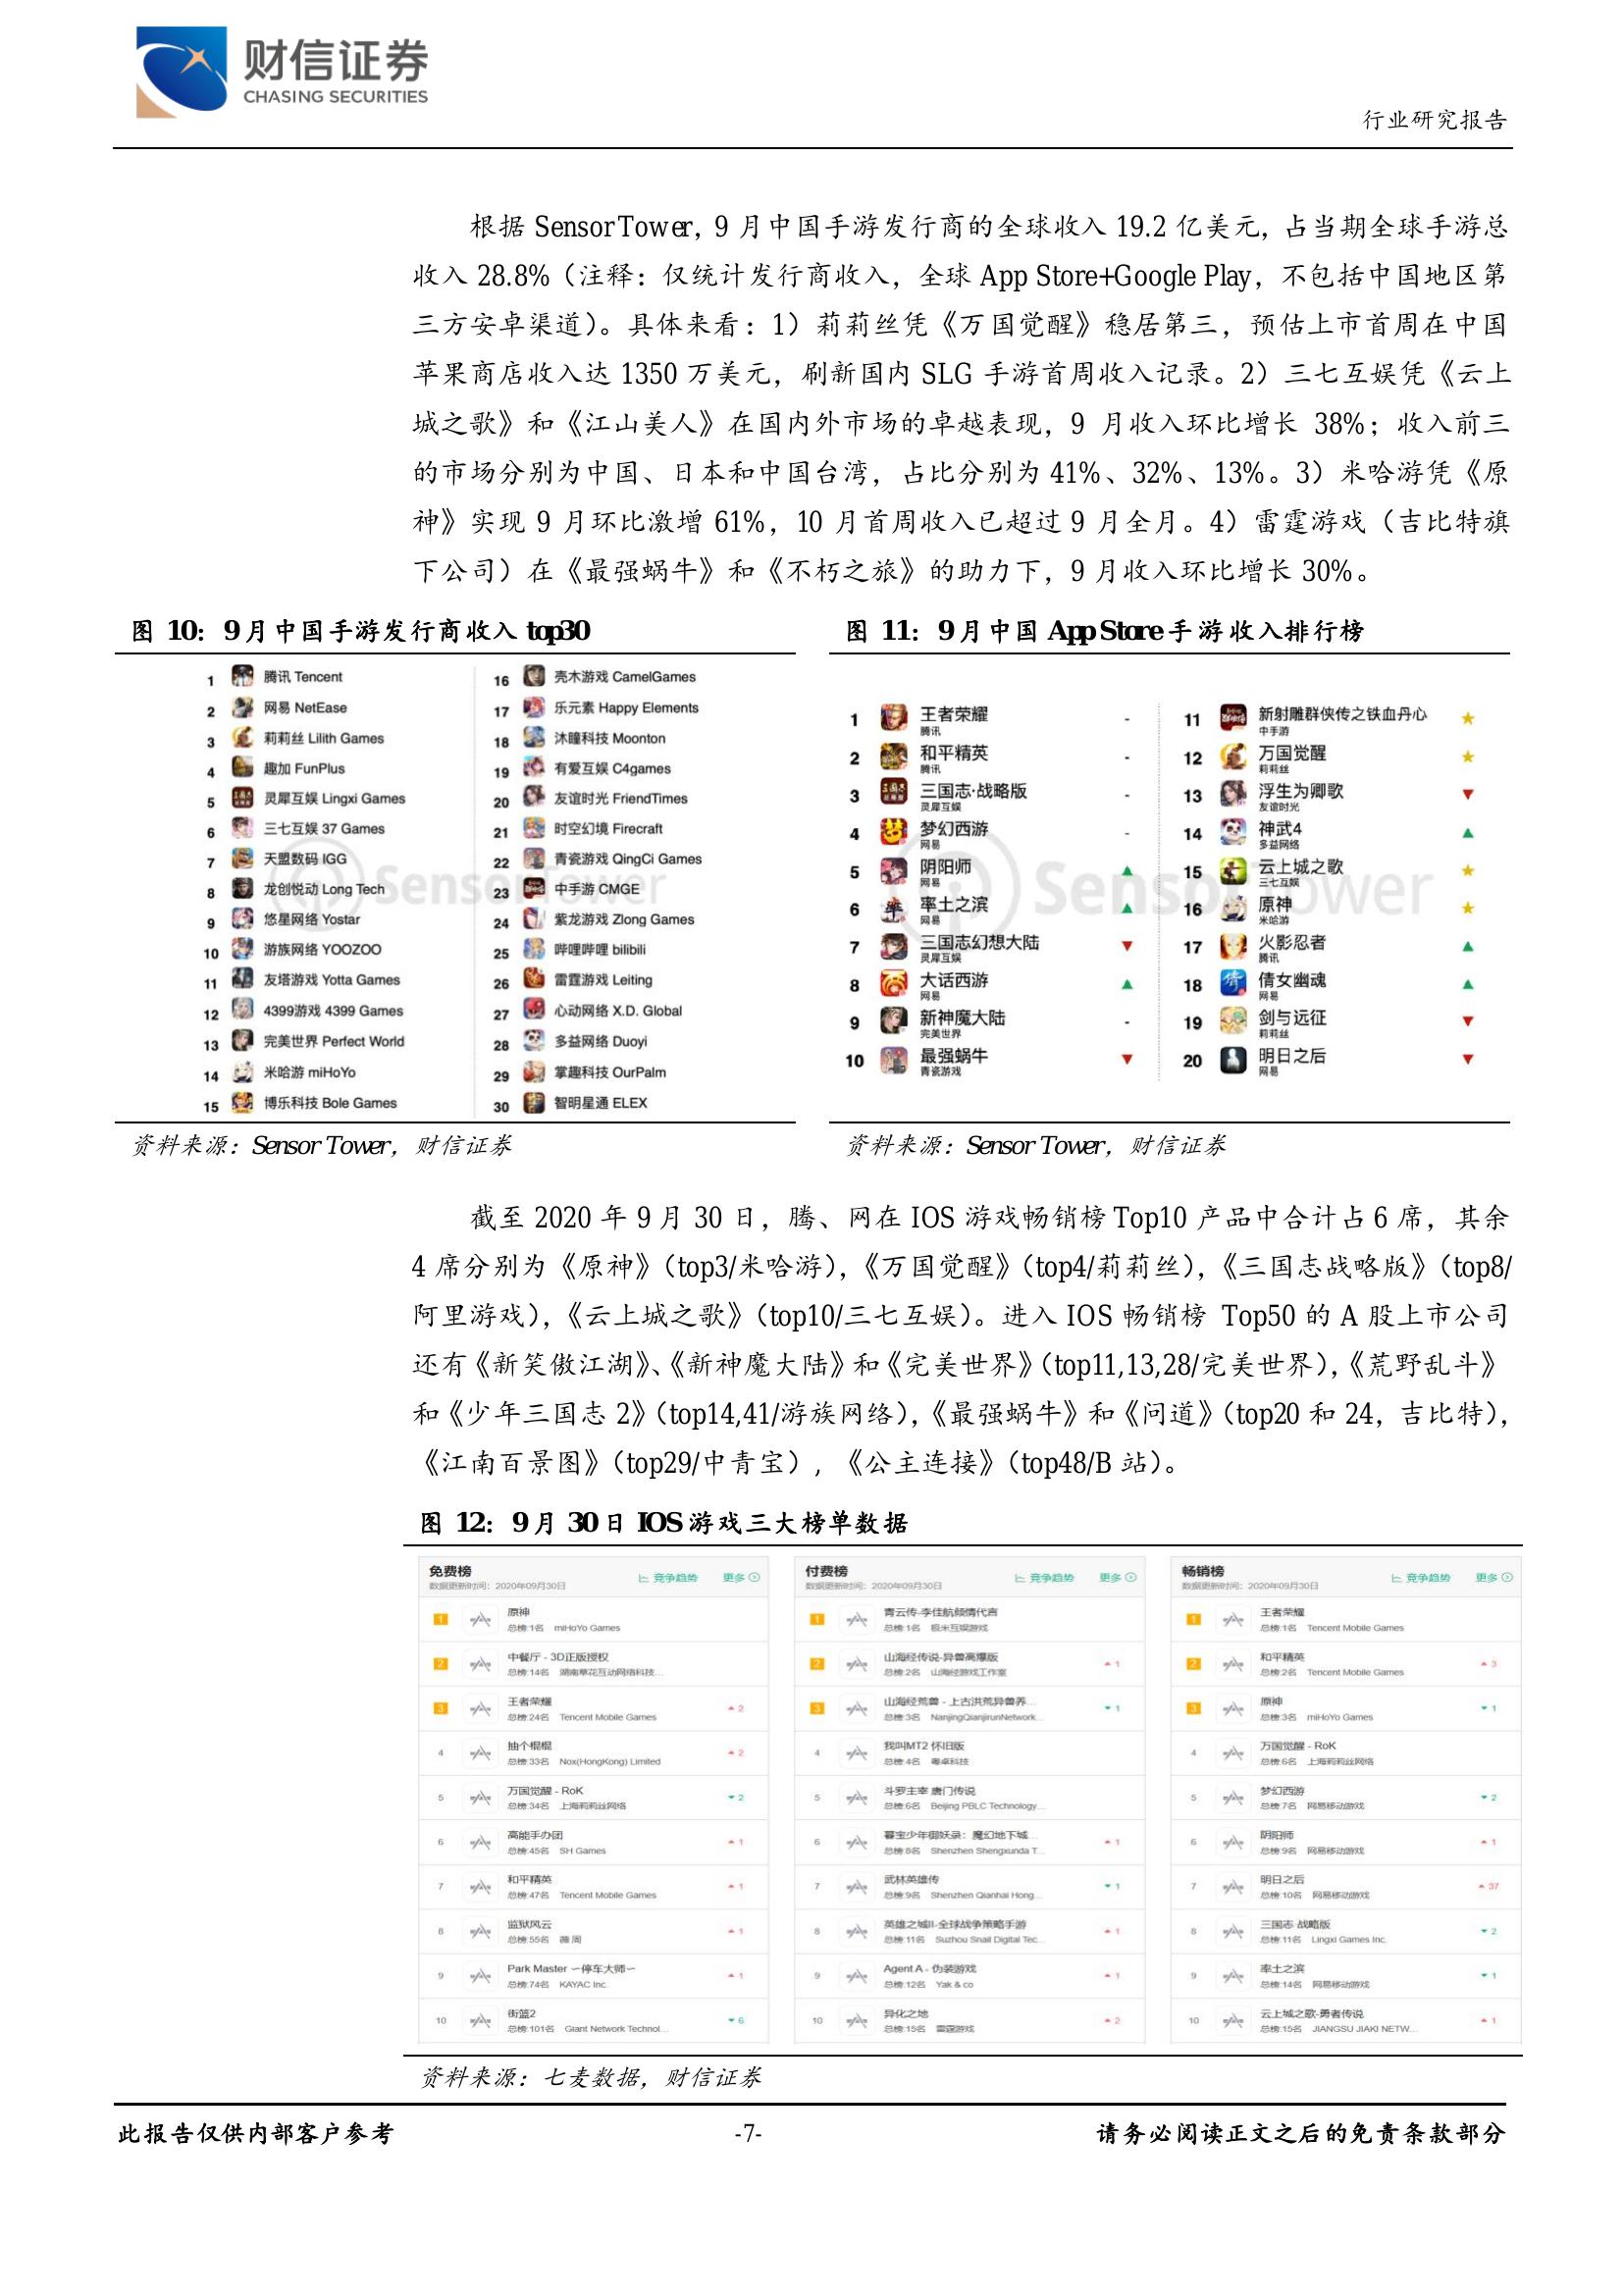 财信证券
CHASING SECURITIES
行业研究报告
根据 SensorTower，9 月中国手游发行商的全球收入 19.2 亿美元，占当期全球手游总
收入 28.8%（注释：仅统计发行商收入，全球 App Store+Google Play，不包括中国地区第
三方安卓渠道）。具体来看：1）莉莉丝凭《万国觉醒》稳居第三，预估上市首周在中国
苹果商店收入达 1350 万美元，刷新国内 SLG 手游首周收入记录。2）三七互娱凭《云上
城之歌》和《江山美人》在国内外市场的卓越表现，9 月收入环比增长 38%；收入前三
的市场分别为中国、日本和中国台湾，占比分别为 41%、32%、13%。3）米哈游凭《原
神》实现 9 月环比激增 61%，10 月首周收入已超过 9 月全月。4）雷霆游戏（吉比特旗
下公司）在《最强蜗牛》和《不朽之旅》的助力下，9 月收入环比增长 30%。
图 10：9 月中国手游发行商收入 top30
1 腾讯 Tencent
2 网易 NetEase
3 莉莉丝 Lilith Games
4 趣加 FunPlus
5 灵犀互娱 Lingxi Games
6 三七互娱 37 Games
7 天盟数码 IGG
8 龙创悦动 Long Tech
9 悠星网络 Yostar
10 游族网络 YOOZOO
11 友塔游戏 Yotta Games
12 4399游戏 4399 Games
13 完美世界 Perfect World
14 米哈游 miHoYo
15 博乐科技 Bole Games
16 亮木游戏 CamelGames
17 乐元素 Happy Elements
18 沐瞳科技 Moonton
19 有爱互娱 C4games
20 友谊时光 FriendTimes
21 时空幻境 Firecraft
22 青瓷游戏 QingCi Games
23 中手游 CMGE
24 紫龙游戏 Zlong Games
25 哔哩哔哩 bilibili
26 雷霆游戏 Leiting
27 心动网络 X.D. Global
28 多益网络 Duoyi
29 掌趣科技 OurPalm
30 智明星通 ELEX
SensorTower
资料来源：Sensor Tower，财信证券
图 11：9 月中国 App Store 手游收入排行榜
1 王者荣耀 -
腾讯
2 和平精英 -
腾讯
3 三国志·战略版 -
灵犀互娱
4 梦幻西游 -
网易
5 阴阳师 ▲
网易
6 率土之滨 ▲
网易
7 三国志幻想大陆 ▼
灵犀互娱
8 大话西游 ▲
网易
9 新神魔大陆 -
完美世界
10 最强蜗牛 ▼
青瓷游戏
11 新射雕群侠传之铁血丹心 ★
中手游
12 万国觉醒 ★
莉莉丝
13 浮生为卿歌 ▼
友谊时光
14 神武4 ▲
多益网络
15 云上城之歌 ★
三七互娱
16 原神 ★
米哈游
17 火影忍者 ▲
腾讯
18 倩女幽魂 ▲
网易
19 剑与远征 ▼
莉莉丝
20 明日之后 ▼
网易
SensorTower
资料来源：Sensor Tower，财信证券
截至 2020 年 9 月 30 日，腾、网在 IOS 游戏畅销榜 Top10 产品中合计占 6 席，其余
4 席分别为《原神》（top3/米哈游），《万国觉醒》（top4/莉莉丝），《三国志战略版》（top8/
阿里游戏），《云上城之歌》（top10/三七互娱）。进入 IOS 畅销榜 Top50 的 A 股上市公司
还有《新笑傲江湖》、《新神魔大陆》和《完美世界》（top11,13,28/完美世界），《荒野乱斗》
和《少年三国志 2》（top14,41/游族网络），《最强蜗牛》和《问道》（top20 和 24，吉比特），
《江南百景图》（top29/中青宝），《公主连接》（top48/B 站）。
图 12：9 月 30 日 IOS 游戏三大榜单数据
免费榜 竞争趋势 更多
数据更新时间：2020年09月30日
1 原神
总榜:1名 miHoYo Games
2 中餐厅 - 3D正版授权
总榜:14名 湖南草花互动网络科技...
3 王者荣耀 2
总榜:24名 Tencent Mobile Games
4 抽个棍棍 2
总榜:33名 Nox(HongKong) Limited
5 万国觉醒 - RoK 2
总榜:34名 上海莉莉丝网络
6 高能手办团 1
总榜:45名 SH Games
7 和平精英 1
总榜:47名 Tencent Mobile Games
8 监狱风云 1
总榜:55名 薇 周
9 Park Master －停车大师－ 1
总榜:74名 KAYAC Inc.
10 街篮2 6
总榜:101名 Giant Network Technol...
付费榜 竞争趋势 更多
数据更新时间：2020年09月30日
1 青云传-李佳航倾情代言
总榜:1名 极米互娱游戏
2 山海经传说-异兽高爆版 1
总榜:2名 山海经游戏工作室
3 山海经荒兽 - 上古洪荒异兽养... 1
总榜:3名 NanjingQianjirunNetwork...
4 我叫MT2 怀旧版
总榜:4名 粤卓科技
5 斗罗主宰 唐门传说
总榜:6名 Beijing PBLC Technology...
6 暮宝少年御妖录：魔幻地下城... 1
总榜:8名 Shenzhen Shengxunda T...
7 武林英雄传 1
总榜:9名 Shenzhen Qianhai Hong...
8 英雄之城II-全球战争策略手游 1
总榜:11名 Suzhou Snail Digital Tec...
9 Agent A - 伪装游戏 1
总榜:12名 Yak & co
10 异化之地 2
总榜:15名 雷霆游戏
畅销榜 竞争趋势 更多
数据更新时间：2020年09月30日
1 王者荣耀
总榜:1名 Tencent Mobile Games
2 和平精英 3
总榜:2名 Tencent Mobile Games
3 原神 1
总榜:3名 miHoYo Games
4 万国觉醒 - RoK
总榜:6名 上海莉莉丝网络
5 梦幻西游 2
总榜:7名 网易移动游戏
6 阴阳师 1
总榜:9名 网易移动游戏
7 明日之后 37
总榜:10名 网易移动游戏
8 三国志·战略版 2
总榜:11名 Lingxi Games Inc.
9 率土之滨 1
总榜:14名 网易移动游戏
10 云上城之歌-勇者传说 1
总榜:15名 JIANGSU JIAKI NETW...
资料来源：七麦数据，财信证券
此报告仅供内部客户参考
-7-
请务必阅读正文之后的免责条款部分